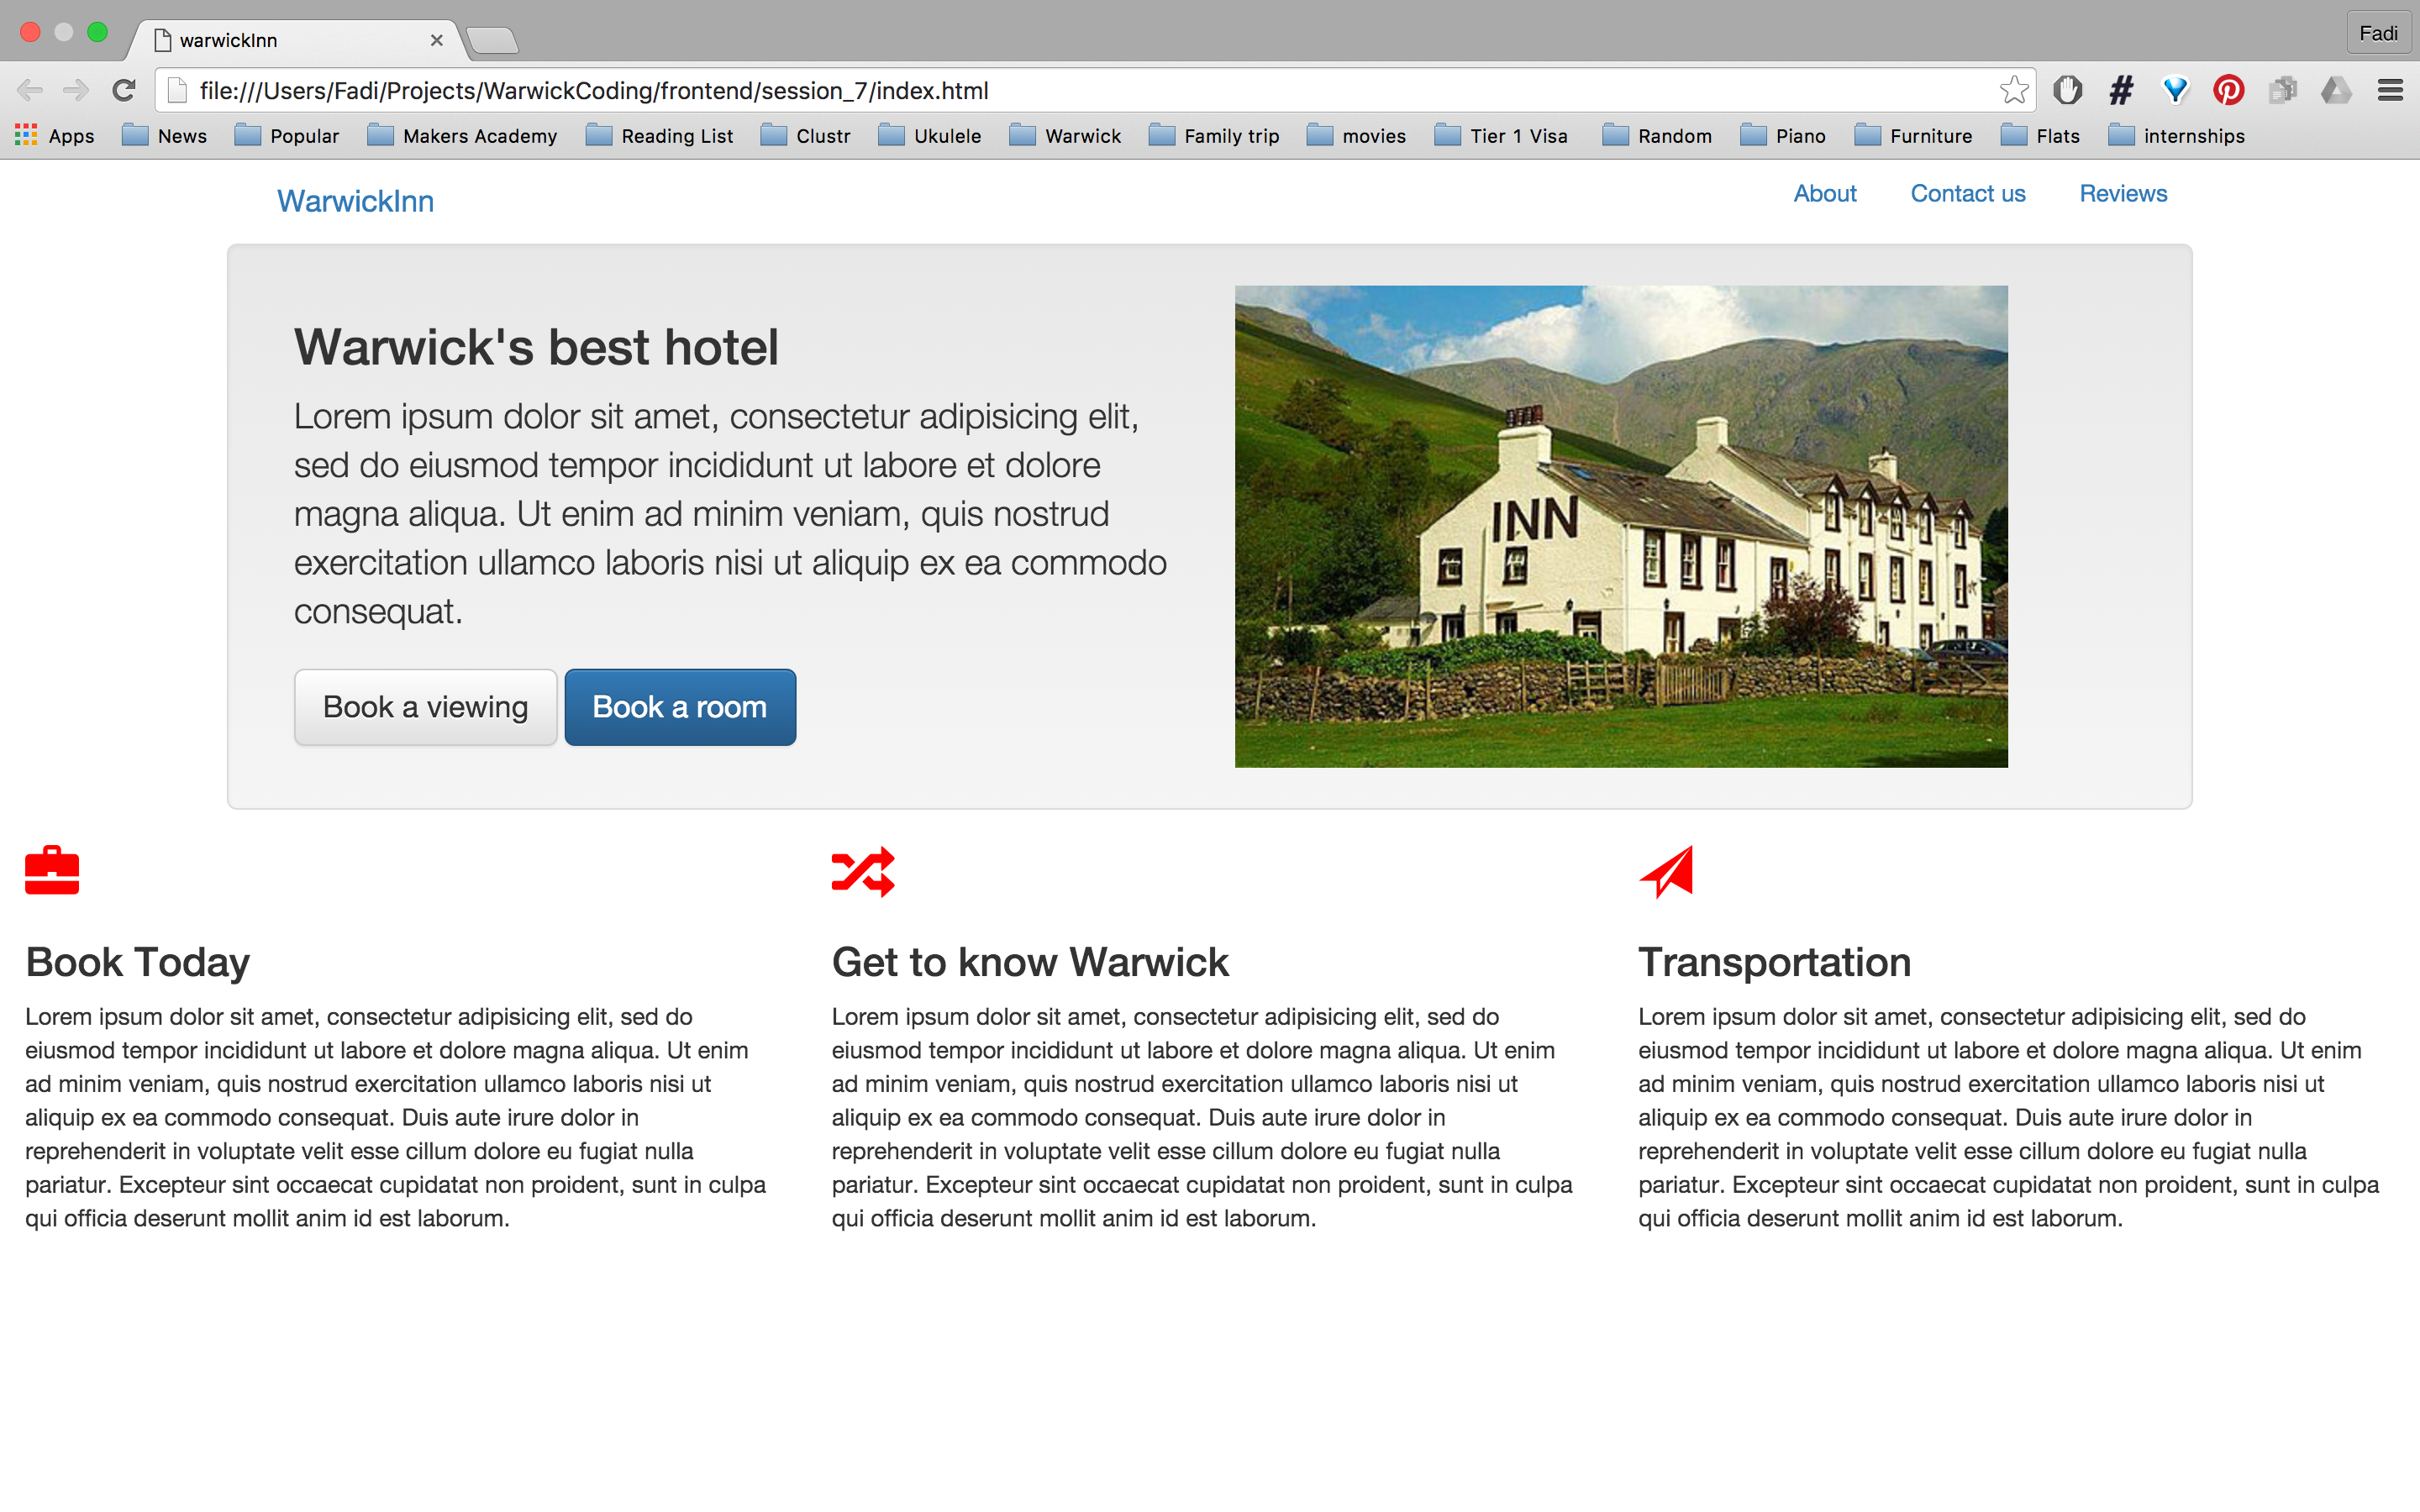 warwickInn
Fadi
file:///Users/Fadi/Projects/WarwickCoding/frontend/session_7/index.html
Apps News Popular Makers Academy Reading List Clustr Ukulele Warwick Family trip movies Tier 1 Visa Random Piano Furniture Flats internships
WarwickInn About Contact us Reviews
Warwick's best hotel
Lorem ipsum dolor sit amet, consectetur adipisicing elit,
sed do eiusmod tempor incididunt ut labore et dolore
magna aliqua. Ut enim ad minim veniam, quis nostrud
exercitation ullamco laboris nisi ut aliquip ex ea commodo
consequat.
Book a viewing Book a room
INN
Book Today
Lorem ipsum dolor sit amet, consectetur adipisicing elit, sed do
eiusmod tempor incididunt ut labore et dolore magna aliqua. Ut enim
ad minim veniam, quis nostrud exercitation ullamco laboris nisi ut
aliquip ex ea commodo consequat. Duis aute irure dolor in
reprehenderit in voluptate velit esse cillum dolore eu fugiat nulla
pariatur. Excepteur sint occaecat cupidatat non proident, sunt in culpa
qui officia deserunt mollit anim id est laborum.
Get to know Warwick
Lorem ipsum dolor sit amet, consectetur adipisicing elit, sed do
eiusmod tempor incididunt ut labore et dolore magna aliqua. Ut enim
ad minim veniam, quis nostrud exercitation ullamco laboris nisi ut
aliquip ex ea commodo consequat. Duis aute irure dolor in
reprehenderit in voluptate velit esse cillum dolore eu fugiat nulla
pariatur. Excepteur sint occaecat cupidatat non proident, sunt in culpa
qui officia deserunt mollit anim id est laborum.
Transportation
Lorem ipsum dolor sit amet, consectetur adipisicing elit, sed do
eiusmod tempor incididunt ut labore et dolore magna aliqua. Ut enim
ad minim veniam, quis nostrud exercitation ullamco laboris nisi ut
aliquip ex ea commodo consequat. Duis aute irure dolor in
reprehenderit in voluptate velit esse cillum dolore eu fugiat nulla
pariatur. Excepteur sint occaecat cupidatat non proident, sunt in culpa
qui officia deserunt mollit anim id est laborum.